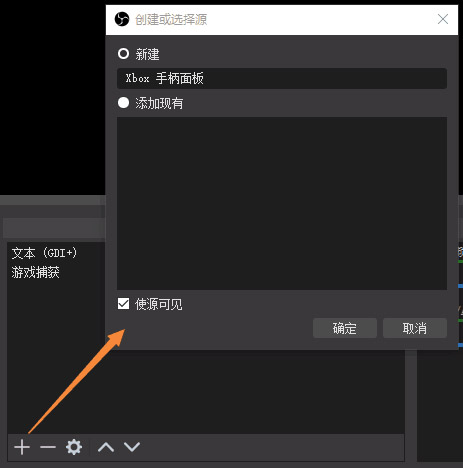 创建或选择源
新建
Xbox 手柄面板
添加现有
文本 (GDI+)
游戏捕获
使源可见
确定
取消